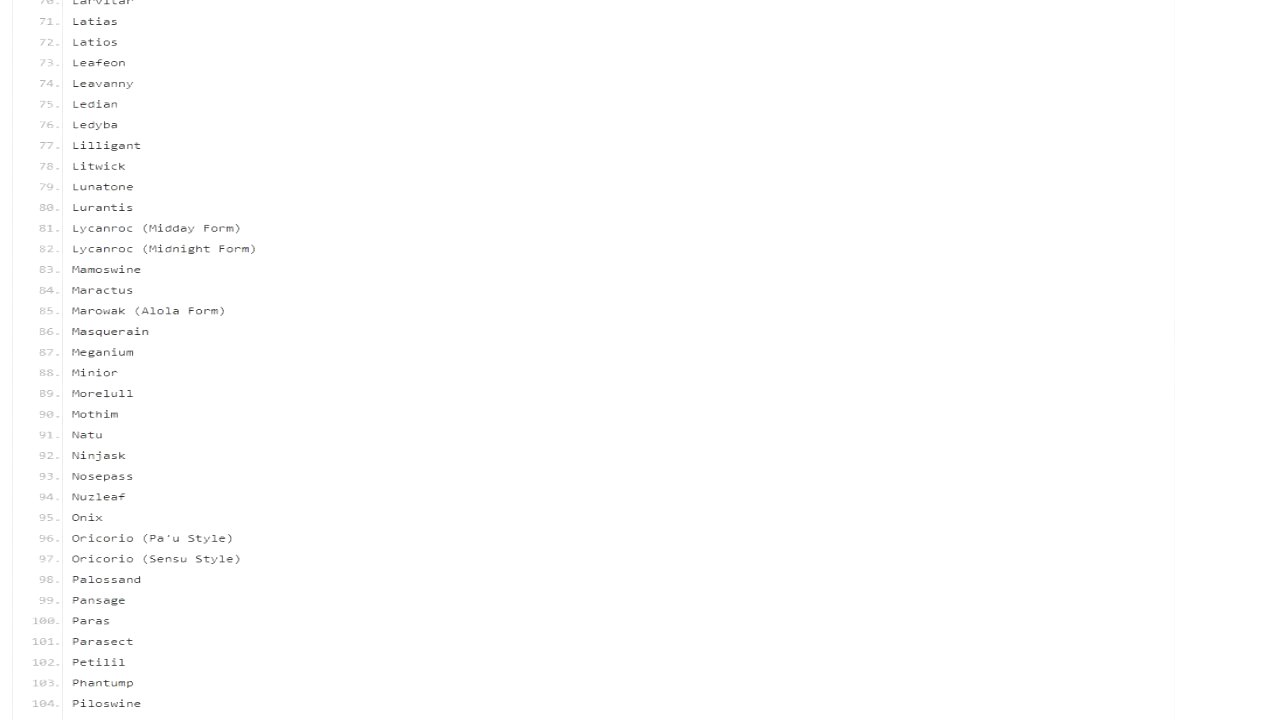 70. Larvitar
71. Latias
72. Latios
73. Leafeon
74. Leavanny
75. Ledian
76. Ledyba
77. Lilligant
78. Litwick
79. Lunatone
80. Lurantis
81. Lycanroc (Midday Form)
82. Lycanroc (Midnight Form)
83. Mamoswine
84. Maractus
85. Marowak (Alola Form)
86. Masquerain
87. Meganium
88. Minior
89. Morelull
90. Mothim
91. Natu
92. Ninjask
93. Nosepass
94. Nuzleaf
95. Onix
96. Oricorio (Pa'u Style)
97. Oricorio (Sensu Style)
98. Palossand
99. Pansage
100. Paras
101. Parasect
102. Petilil
103. Phantump
104. Piloswine